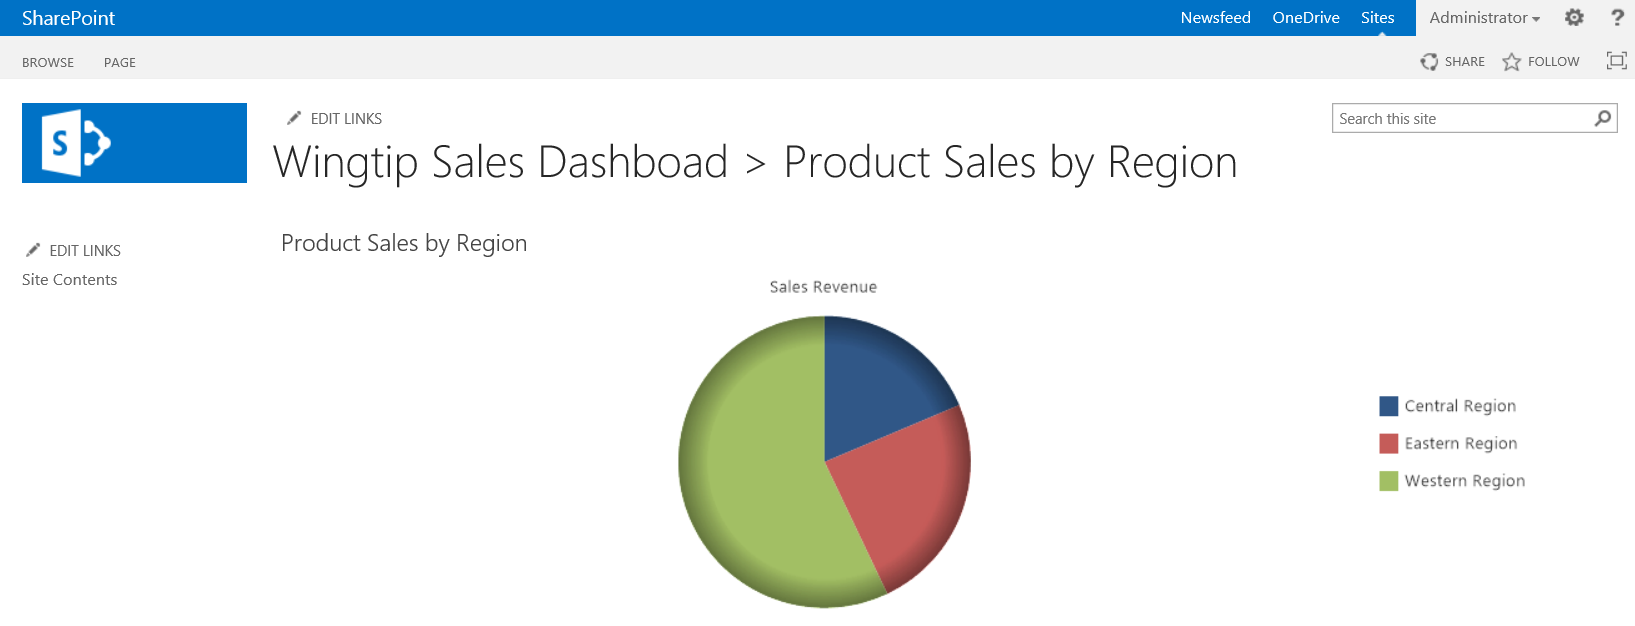 SharePoint
Newsfeed OneDrive Sites Administrator ?
BROWSE PAGE
SHARE FOLLOW
S
EDIT LINKS
Search this site
Wingtip Sales Dashboad > Product Sales by Region
EDIT LINKS
Site Contents
Product Sales by Region
Sales Revenue
Central Region
Eastern Region
Western Region